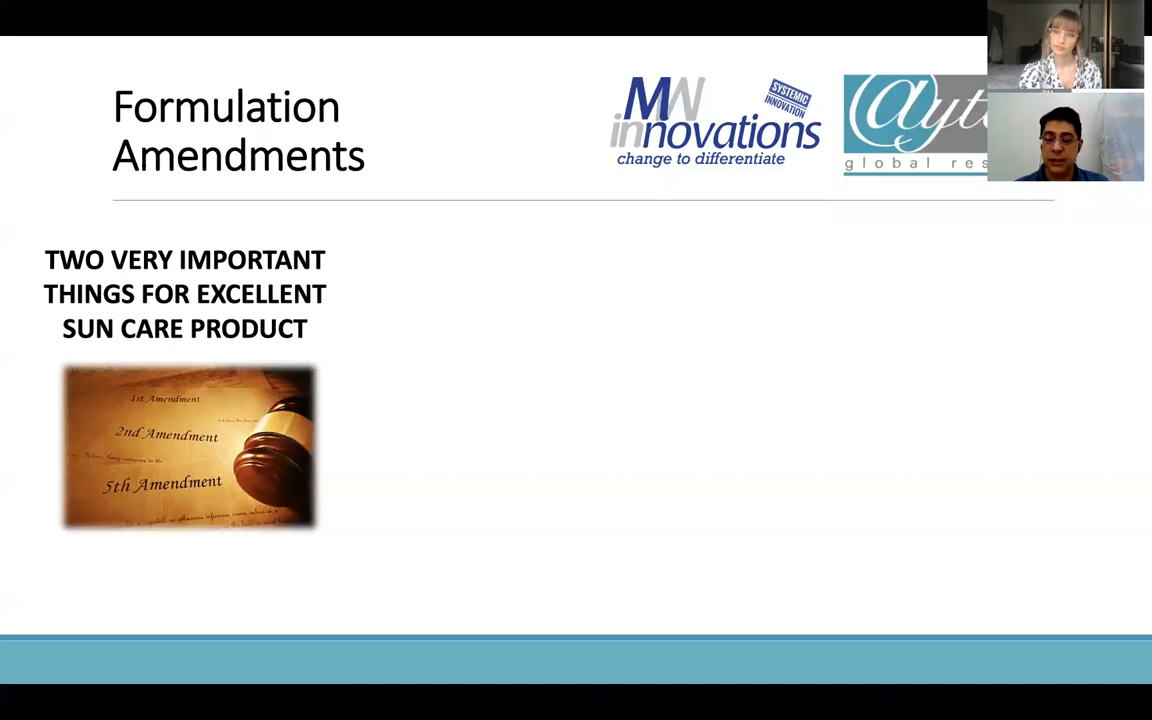 Formulation
Amendments
MW
innovations
change to differentiate
SYSTEMIC
INNOVATION
@yt
global res
TWO VERY IMPORTANT
THINGS FOR EXCELLENT
SUN CARE PRODUCT
1st Amendment
2nd Amendment
5th Amendment